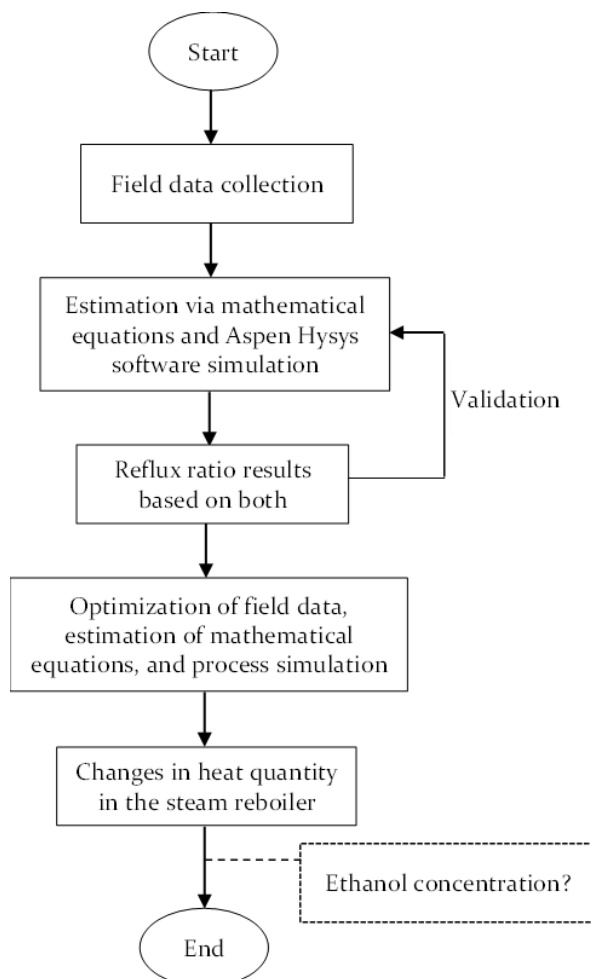 Start
Field data collection
Estimation via mathematical
equations and Aspen Hysys
software simulation
Validation
Reflux ratio results
based on both
Optimization of field data,
estimation of mathematical
equations, and process simulation
Changes in heat quantity
in the steam reboiler
Ethanol concentration?
End